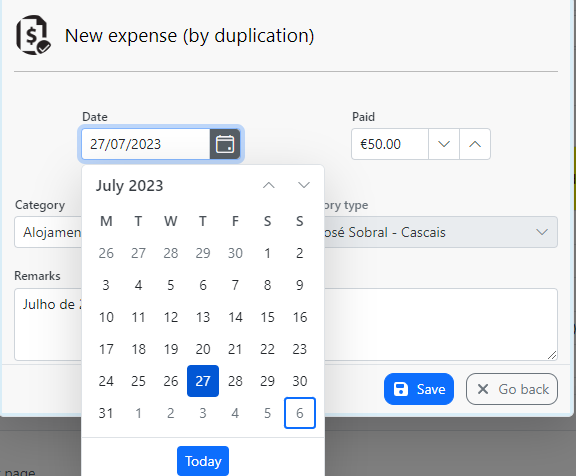 New expense (by duplication)
Date
Paid
27/07/2023
€50.00
July 2023
Category
ory type
M T W T F S S
Alojamen
osé Sobral - Cascais
26 27 28 29 30 1 2
Remarks
3 4 5 6 7 8 9
Julho de 2
10 11 12 13 14 15 16
17 18 19 20 21 22 23
24 25 26 27 28 29 30
Save
Go back
31 1 2 3 4 5 6
Today
page